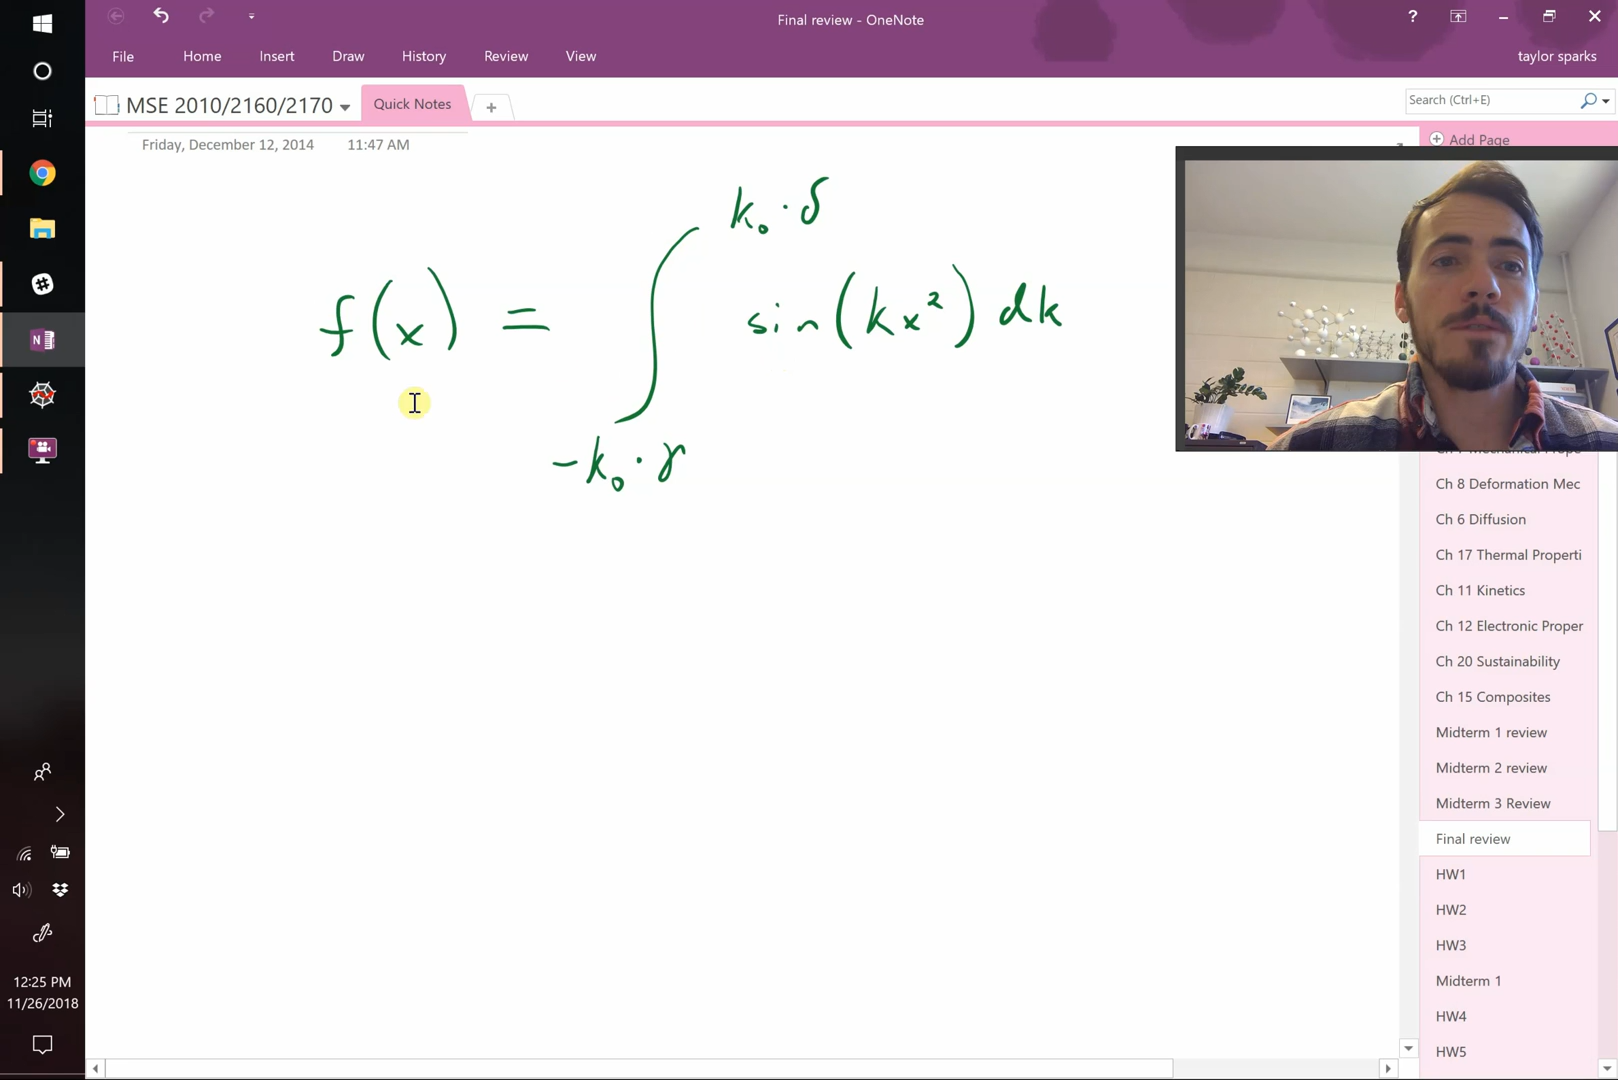 Final review - OneNote
?
File Home Insert Draw History Review View
taylor sparks
MSE 2010/2160/2170
Quick Notes
+
Search (Ctrl+E)
Add Page
Friday, December 12, 2014 11:47 AM
k₀ · δ
f(x) = ∫ sin(kx²) dk
-k₀ · γ
Ch 8 Deformation Mec
Ch 6 Diffusion
Ch 17 Thermal Properti
Ch 11 Kinetics
Ch 12 Electronic Proper
Ch 20 Sustainability
Ch 15 Composites
Midterm 1 review
Midterm 2 review
Midterm 3 Review
Final review
HW1
HW2
HW3
Midterm 1
HW4
HW5
N
12:25 PM
11/26/2018